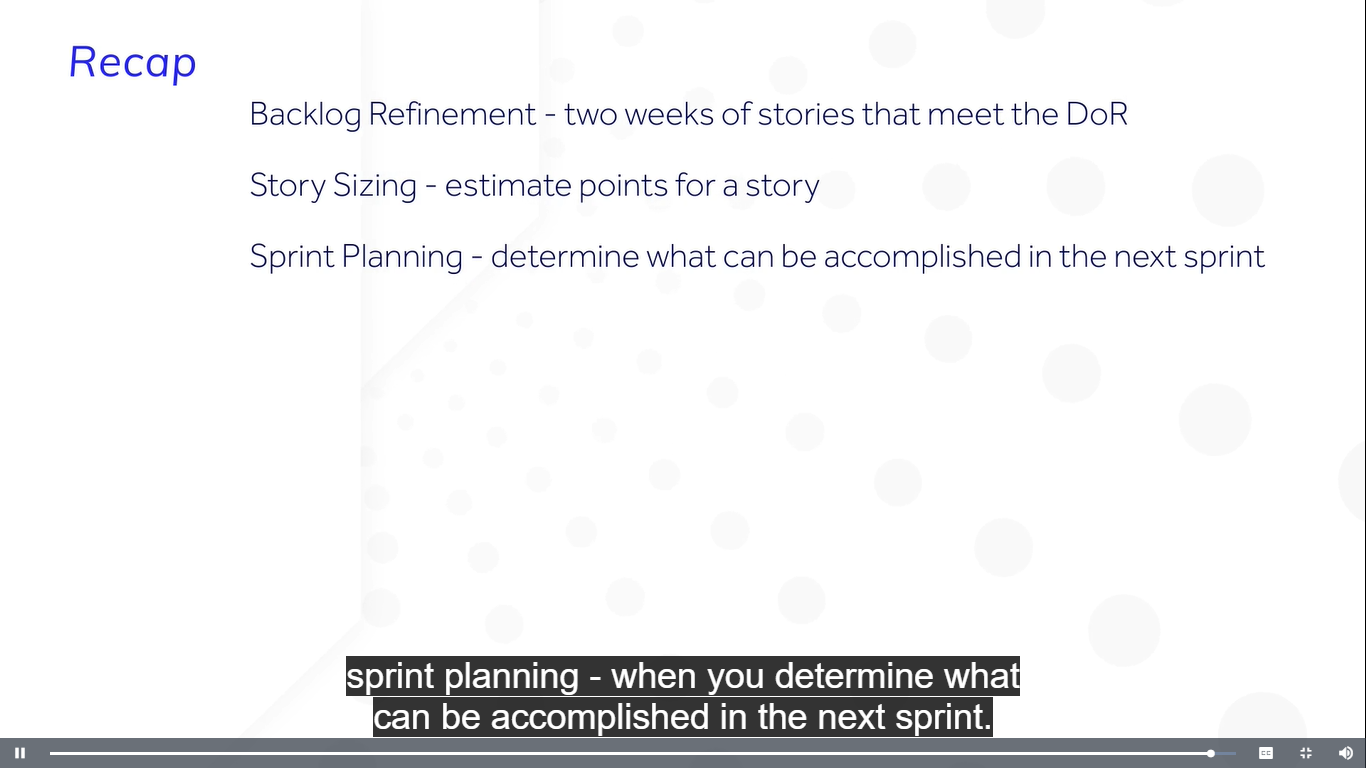 Recap
Backlog Refinement - two weeks of stories that meet the DoR
Story Sizing - estimate points for a story
Sprint Planning - determine what can be accomplished in the next sprint
sprint planning - when you determine what
can be accomplished in the next sprint.
CC